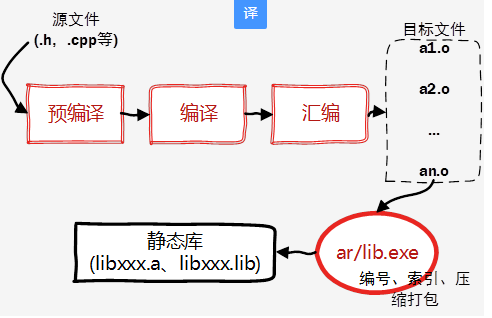 源文件
(.h，.cpp等)
译
目标文件
a1.o
a2.o
...
an.o
预编译
编译
汇编
ar/lib.exe
编号、索引、压
缩打包
静态库
(libxxx.a、libxxx.lib)